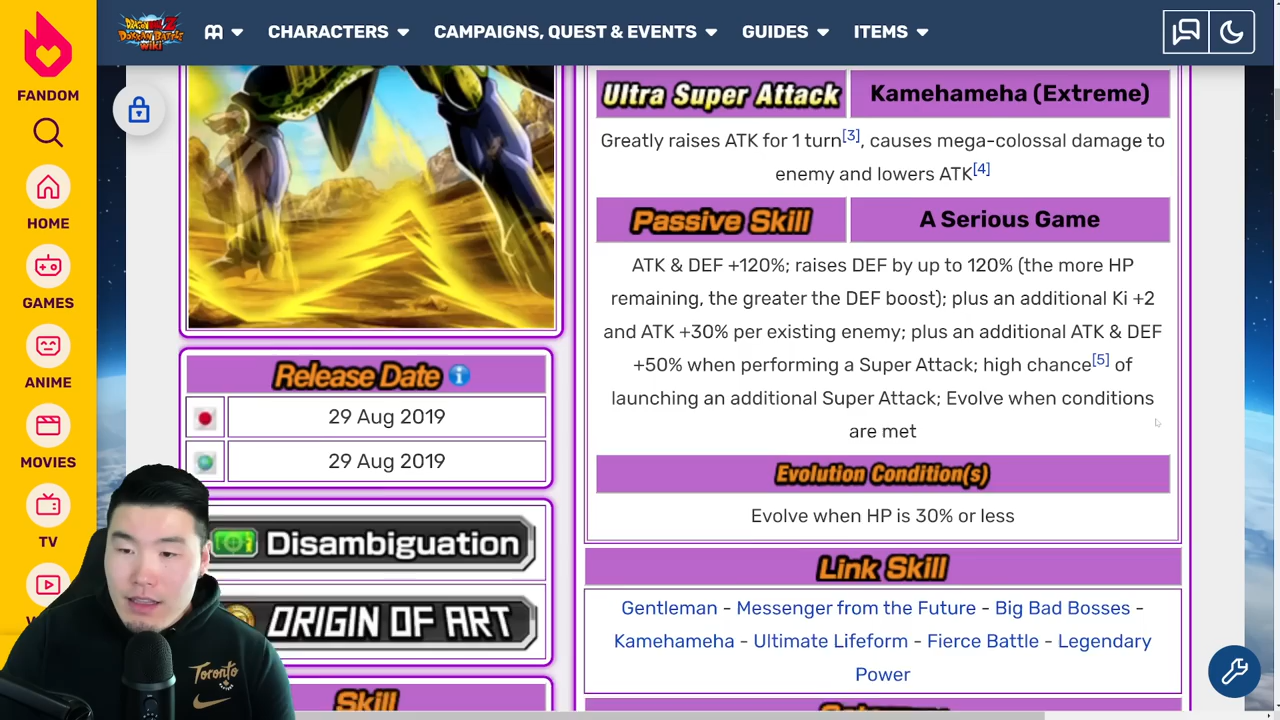 DRAGON BALL Z
DOKKAN BATTLE
WIKI
CHARACTERS
CAMPAIGNS, QUEST & EVENTS
GUIDES
ITEMS
FANDOM
HOME
GAMES
ANIME
MOVIES
TV
Ultra Super Attack
Kamehameha (Extreme)
Greatly raises ATK for 1 turn[3], causes mega-colossal damage to
enemy and lowers ATK[4]
Passive Skill
A Serious Game
ATK & DEF +120%; raises DEF by up to 120% (the more HP
remaining, the greater the DEF boost); plus an additional Ki +2
and ATK +30% per existing enemy; plus an additional ATK & DEF
+50% when performing a Super Attack; high chance[5] of
launching an additional Super Attack; Evolve when conditions
are met
Evolution Condition(s)
Evolve when HP is 30% or less
Link Skill
Gentleman - Messenger from the Future - Big Bad Bosses -
Kamehameha - Ultimate Lifeform - Fierce Battle - Legendary
Power
Release Date
29 Aug 2019
29 Aug 2019
Disambiguation
ORIGIN OF ART
Skill
Toronto